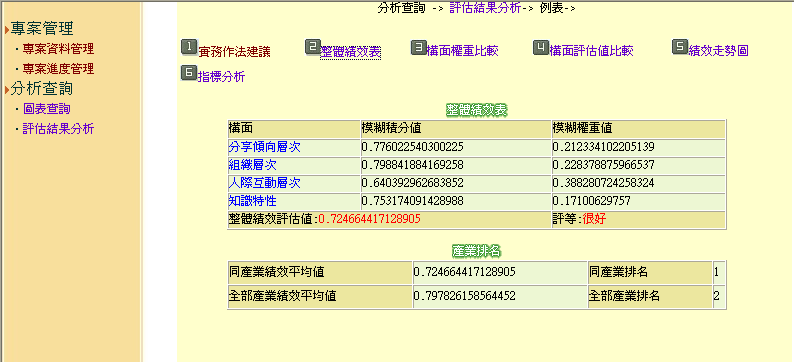 分析查詢 -> 評估結果分析-> 例表->
專案管理
・專案資料管理
・專案進度管理
分析查詢
・圖表查詢
・評估結果分析
1 實務作法建議 2 整體績效表 3 構面權重比較 4 構面評估值比較 5 績效走勢圖
6 指標分析
整體績效表
構面 模糊積分值 模糊權重值
分享傾向層次 0.776022540300225 0.212334102205139
組織層次 0.798841884169258 0.228378875966537
人際互動層次 0.640392962683852 0.388280724258324
知識特性 0.753174091428988 0.17100629757
整體績效評估值:0.724664417128905 評等:很好
產業排名
同產業績效平均值 0.724664417128905 同產業排名 1
全部產業績效平均值 0.797826158564452 全部產業排名 2